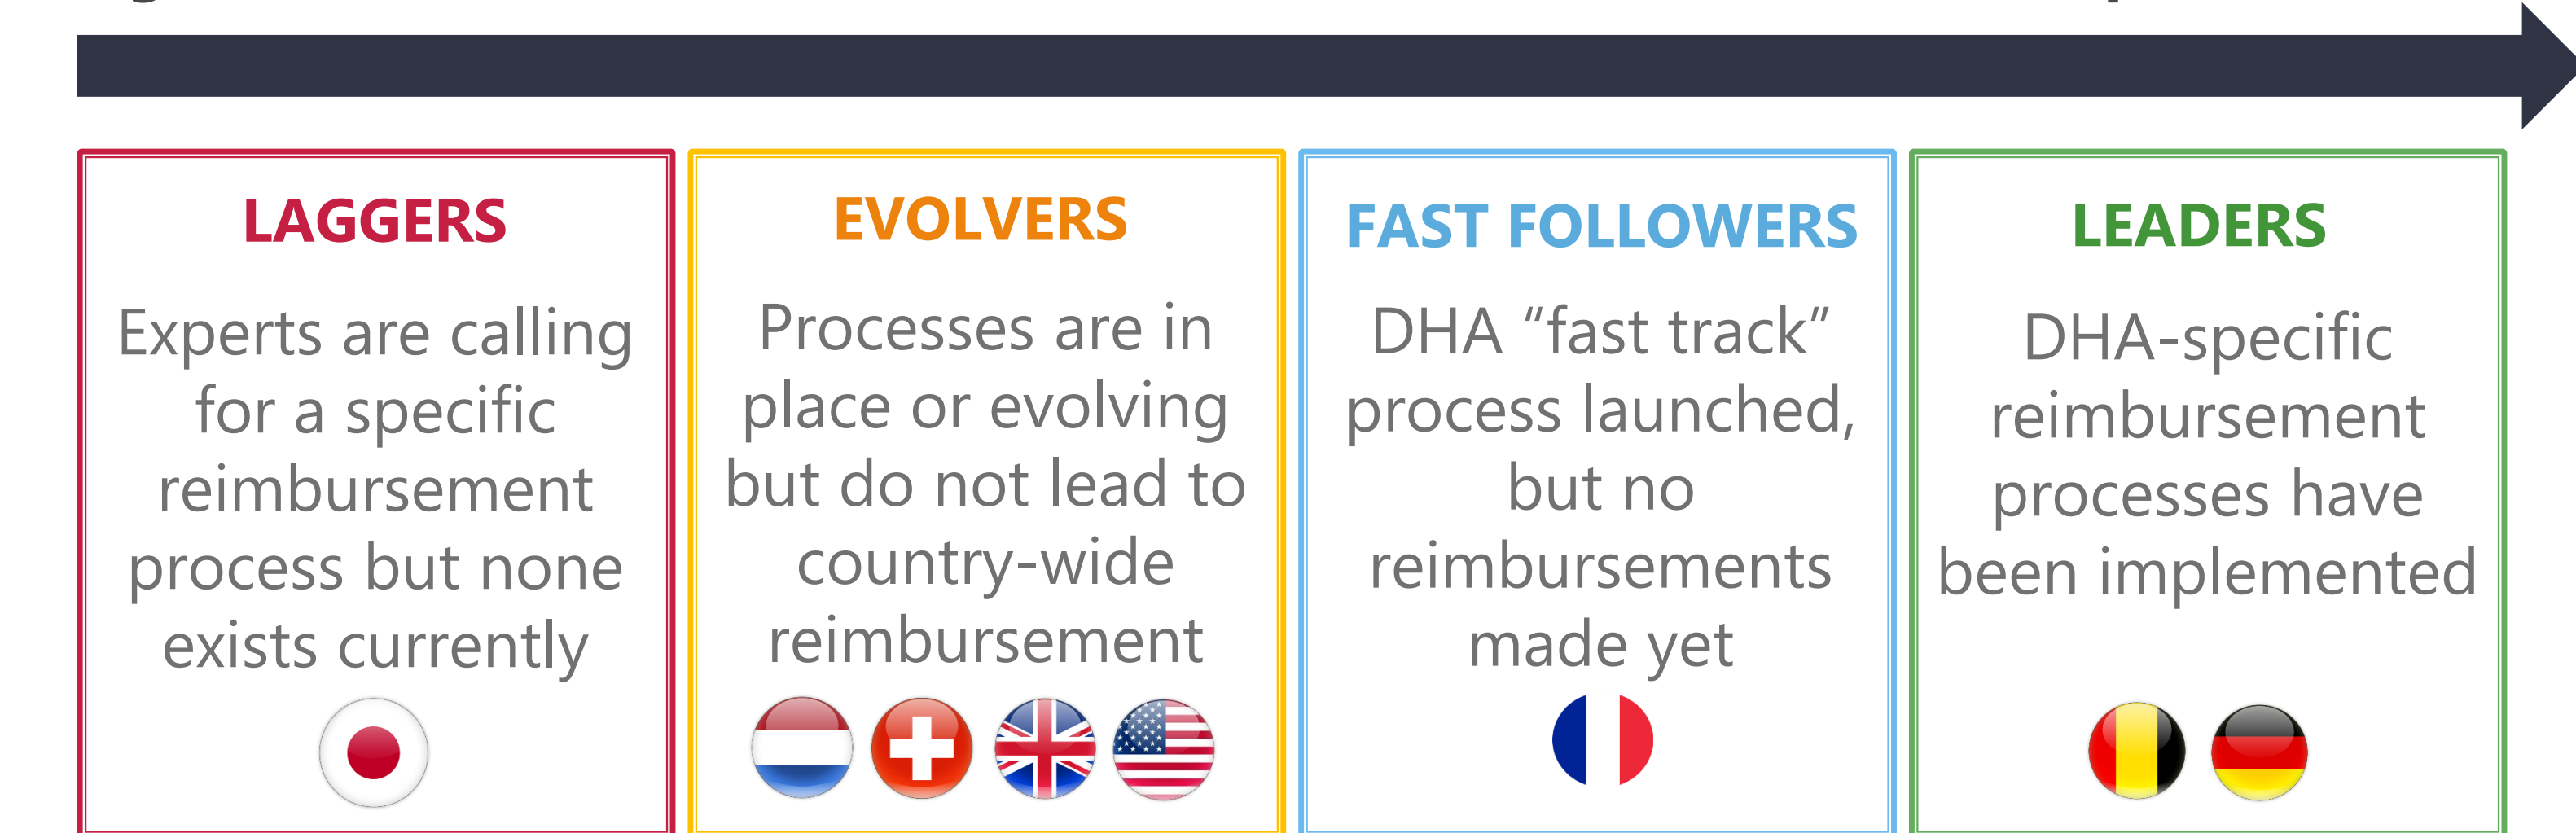 LAGGERS
Experts are calling
for a specific
reimbursement
process but none
exists currently
EVOLVERS
Processes are in
place or evolving
but do not lead to
country-wide
reimbursement
FAST FOLLOWERS
DHA “fast track”
process launched,
but no
reimbursements
made yet
LEADERS
DHA-specific
reimbursement
processes have
been implemented